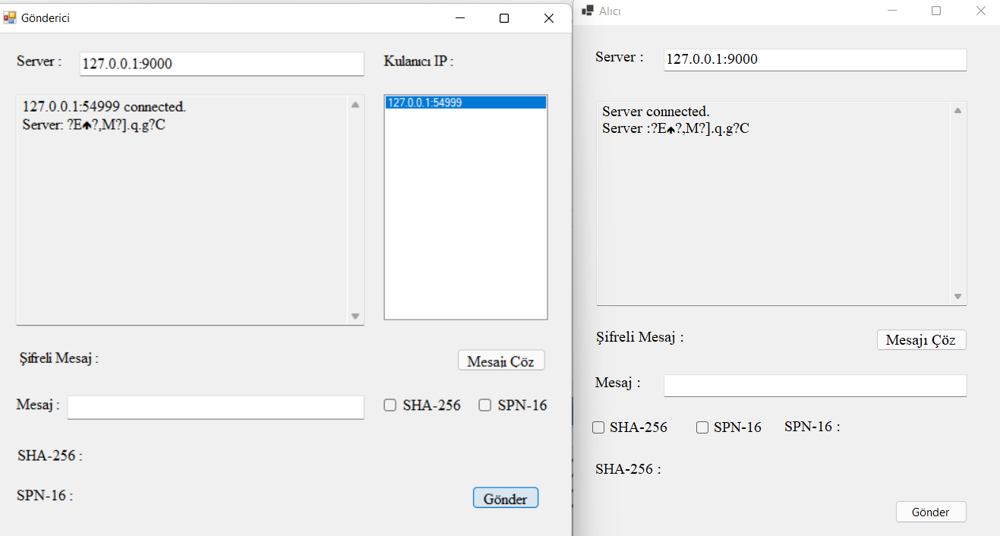 Gönderici
Server :
127.0.0.1:9000
Kulanıcı IP :
127.0.0.1:54999 connected.
Server: ?E♠?,M?].q.g?C
127.0.0.1:54999
Şifreli Mesaj :
Mesajı Çöz
Mesaj :
SHA-256
SPN-16
SHA-256 :
SPN-16 :
Gönder
Alıcı
Server :
127.0.0.1:9000
Server connected.
Server :?E♠?,M?].q.g?C
Şifreli Mesaj :
Mesajı Çöz
Mesaj :
SHA-256
SPN-16
SPN-16 :
SHA-256 :
Gönder